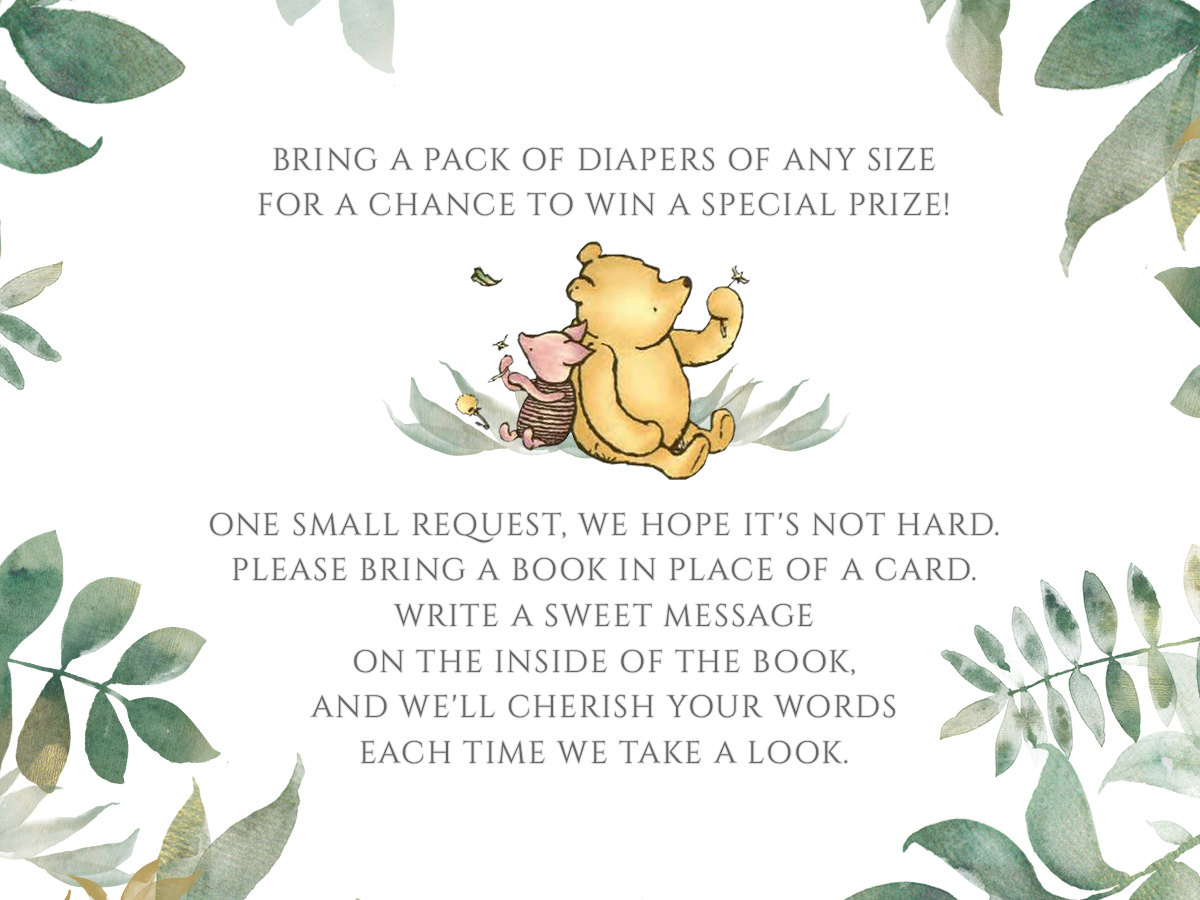 BRING A PACK OF DIAPERS OF ANY SIZE
FOR A CHANCE TO WIN A SPECIAL PRIZE!
ONE SMALL REQUEST, WE HOPE IT'S NOT HARD.
PLEASE BRING A BOOK IN PLACE OF A CARD.
WRITE A SWEET MESSAGE
ON THE INSIDE OF THE BOOK,
AND WE'LL CHERISH YOUR WORDS
EACH TIME WE TAKE A LOOK.